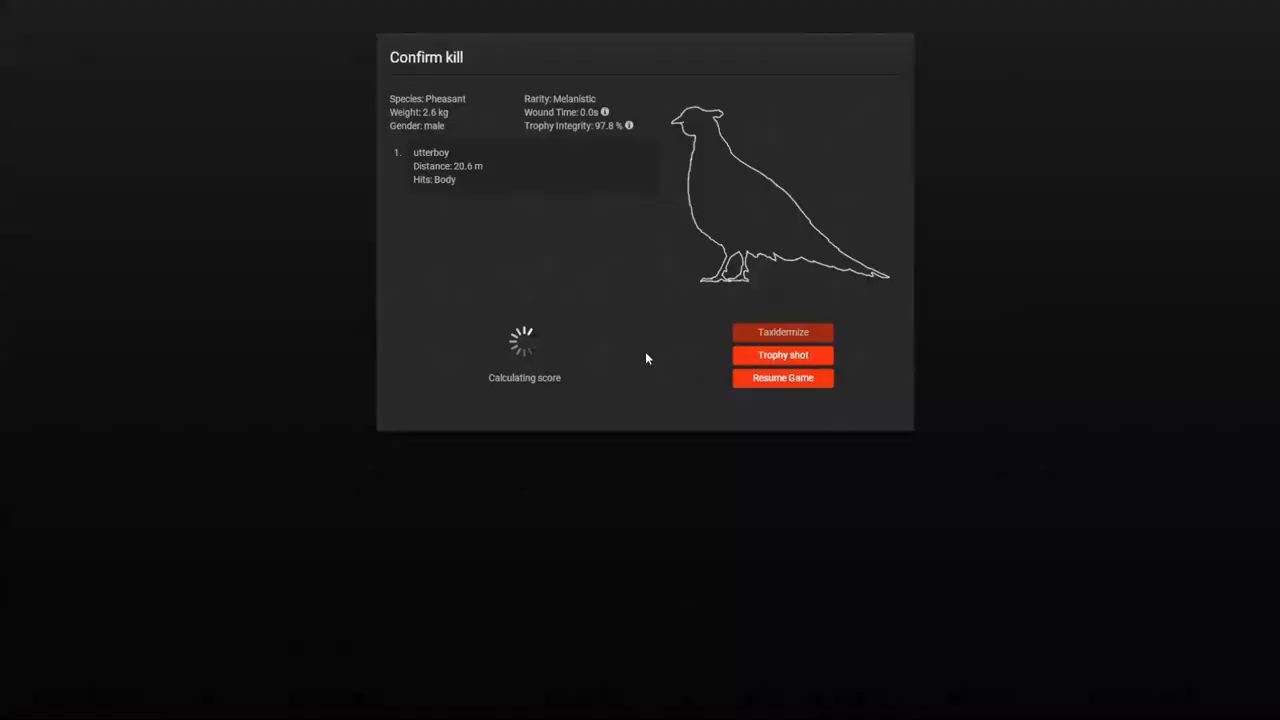 Confirm kill
Species: Pheasant
Weight: 2.6 kg
Gender: male
Rarity: Melanistic
Wound Time: 0.0s
Trophy Integrity: 97.8 %
1. utterboy
Distance: 20.6 m
Hits: Body
Calculating score
Taxidermize
Trophy shot
Resume Game